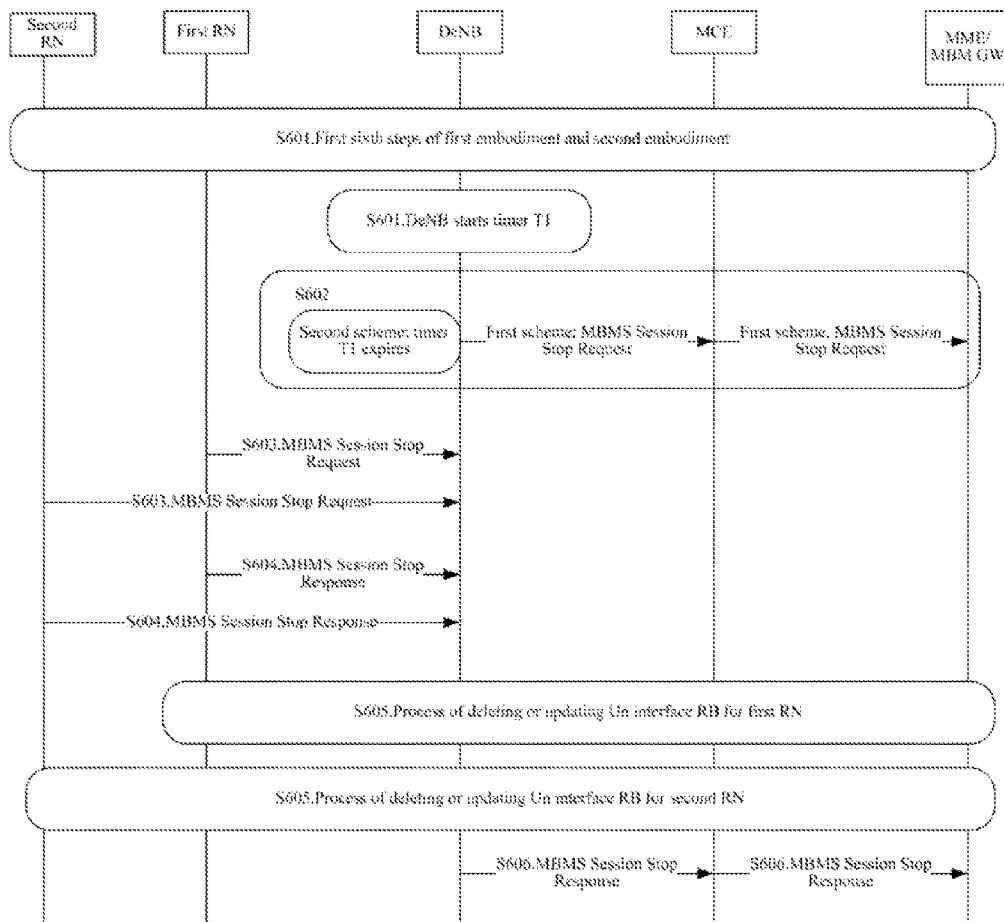 Second
RN
First RN
DeNB
MCE
MME/
MBM GW
S601.First sixth steps of first embodiment and second embodiment
S601.DeNB starts timer T1
S602
Second scheme: timer
T1 expires
First scheme: MBMS Session
Stop Request
First scheme: MBMS Session
Stop Request
S603.MBMS Session Stop
Request
S603.MBMS Session Stop Request
S604.MBMS Session Stop
Response
S604.MBMS Session Stop Response
S605.Process of deleting or updating Un interface RB for first RN
S605.Process of deleting or updating Un interface RB for second RN
S606.MBMS Session Stop
Response
S606.MBMS Session Stop
Response